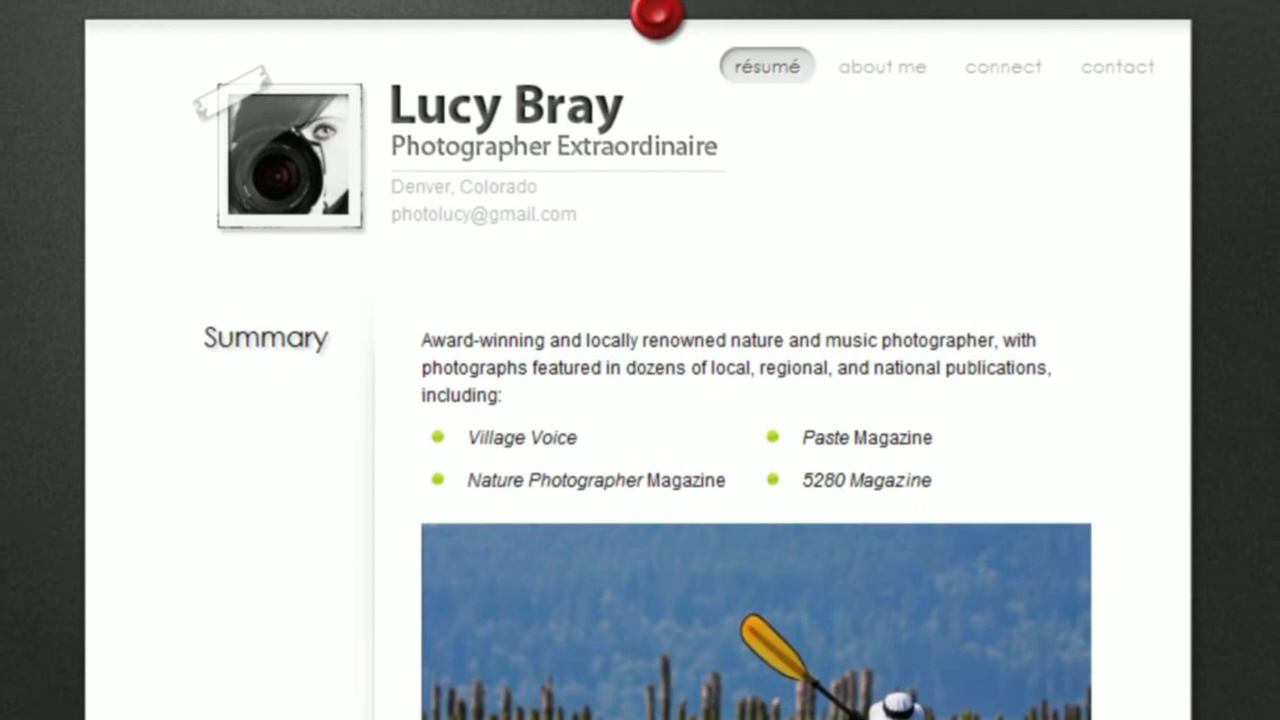 résumé about me connect contact
Lucy Bray
Photographer Extraordinaire
Denver, Colorado
photolucy@gmail.com
Summary
Award-winning and locally renowned nature and music photographer, with
photographs featured in dozens of local, regional, and national publications,
including:
Village Voice Paste Magazine
Nature Photographer Magazine 5280 Magazine